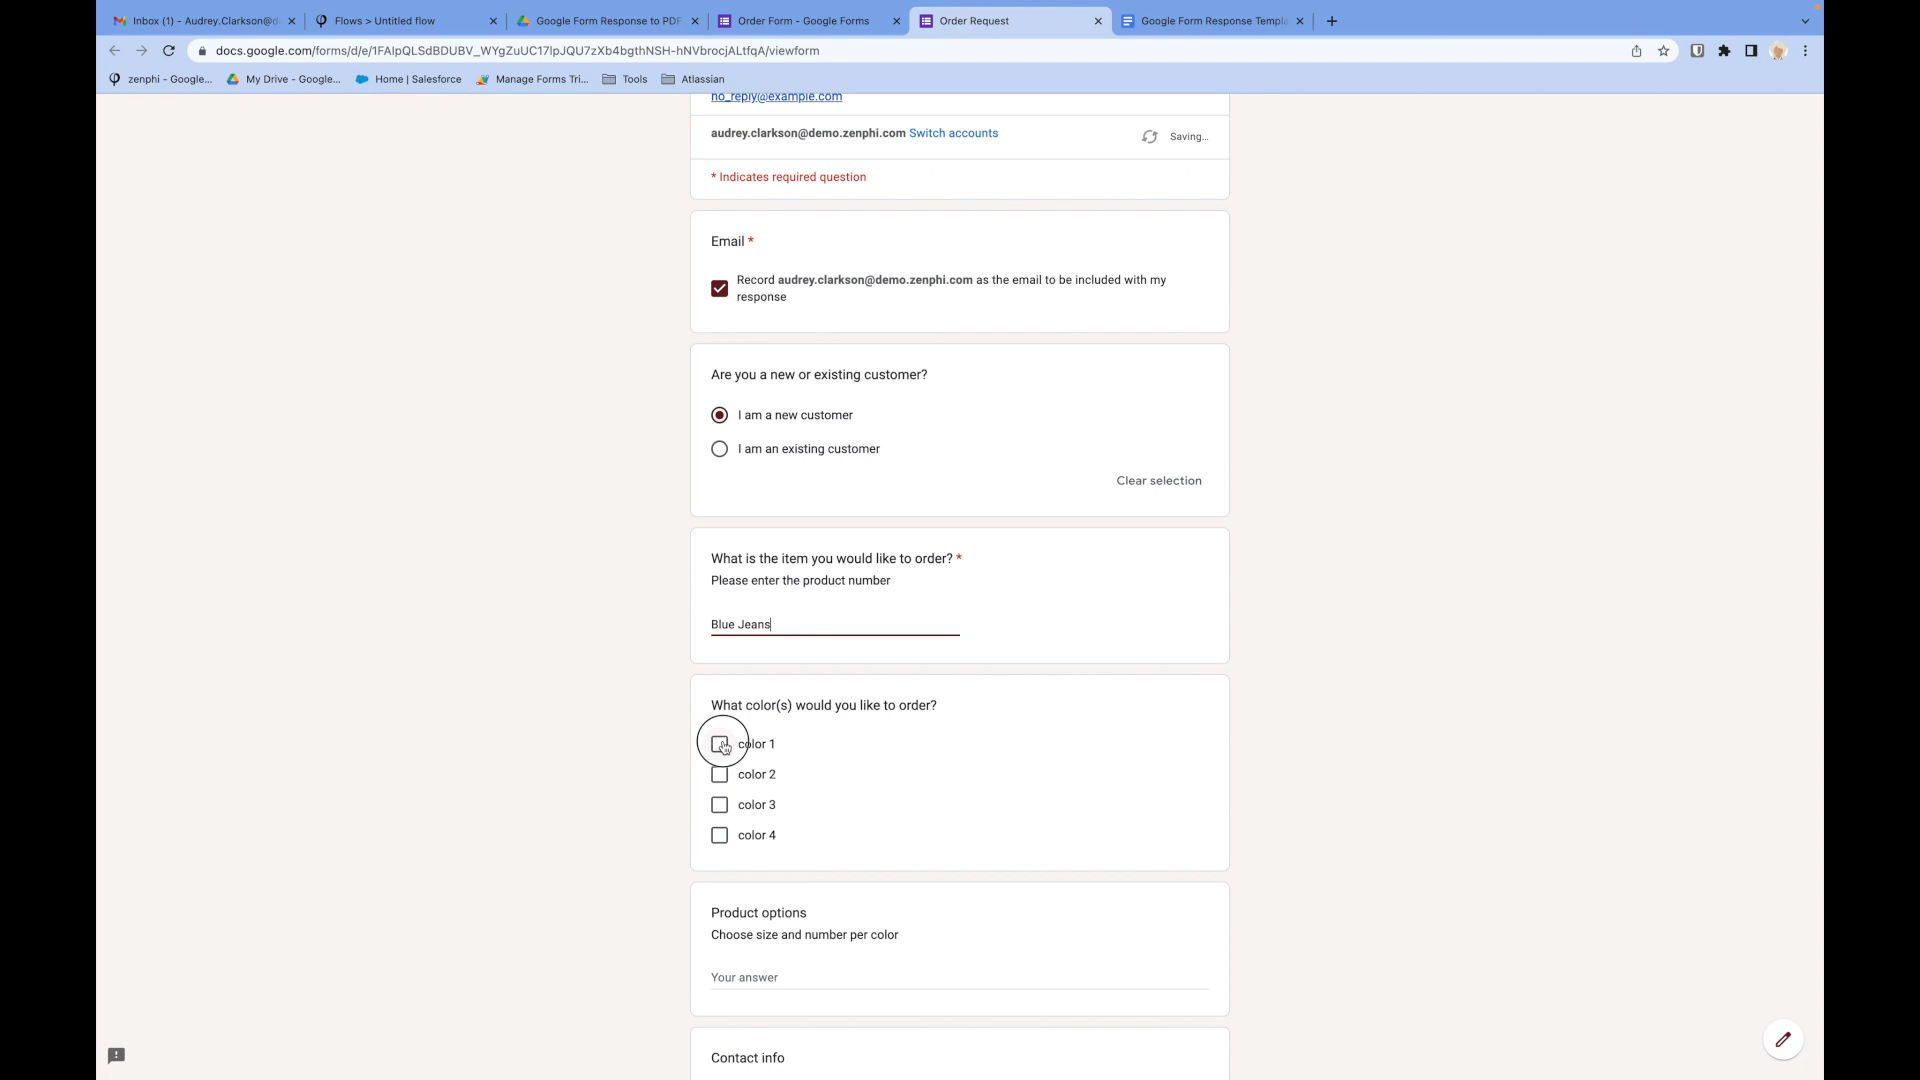 Inbox (1) - Audrey.Clarkson@d
Flows > Untitled flow
Google Form Response to PDF
Order Form - Google Forms
Order Request
Google Form Response Templa
docs.google.com/forms/d/e/1FAIpQLSdBDUBV_WYgZuUC17lpJQU7zXb4bgthNSH-hNVbrocjALtfqA/viewform
zenphi - Google...
My Drive - Google...
Home | Salesforce
Manage Forms Tri...
Tools
Atlassian
no_reply@example.com
audrey.clarkson@demo.zenphi.com Switch accounts
Saving...
* Indicates required question
Email *
Record audrey.clarkson@demo.zenphi.com as the email to be included with my
response
Are you a new or existing customer?
I am a new customer
I am an existing customer
Clear selection
What is the item you would like to order? *
Please enter the product number
Blue Jeans
What color(s) would you like to order?
color 1
color 2
color 3
color 4
Product options
Choose size and number per color
Your answer
Contact info